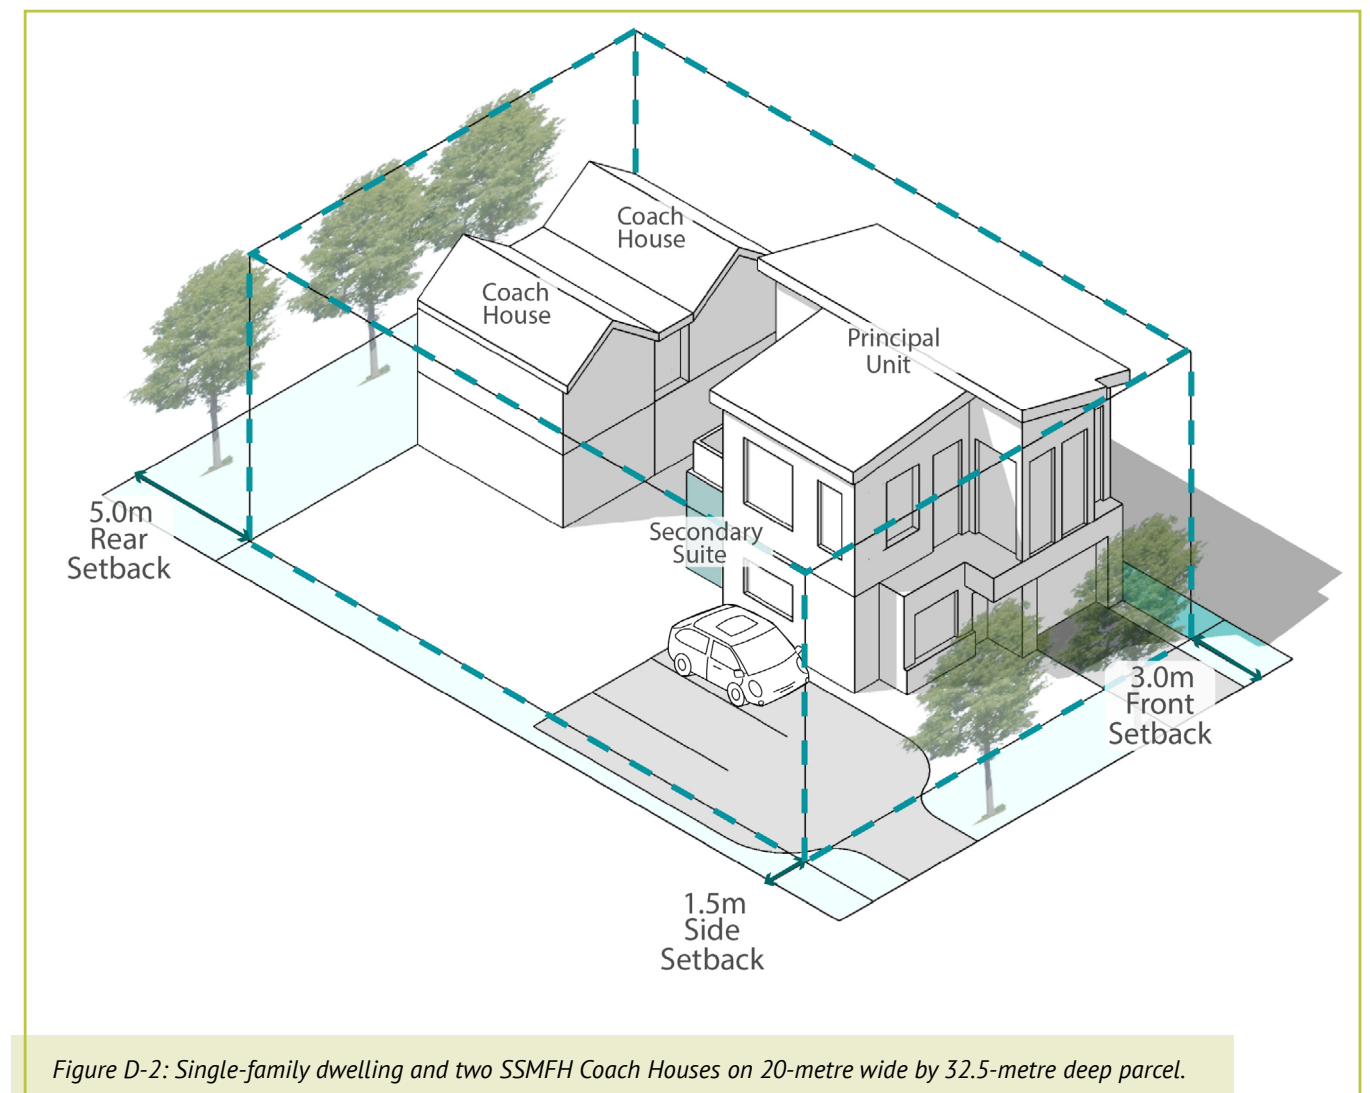 Coach
House
Coach
House
Principal
Unit
5.0m
Rear
Setback
Secondary
Suite
3.0m
Front
Setback
1.5m
Side
Setback
Figure D-2: Single-family dwelling and two SSMFH Coach Houses on 20-metre wide by 32.5-metre deep parcel.